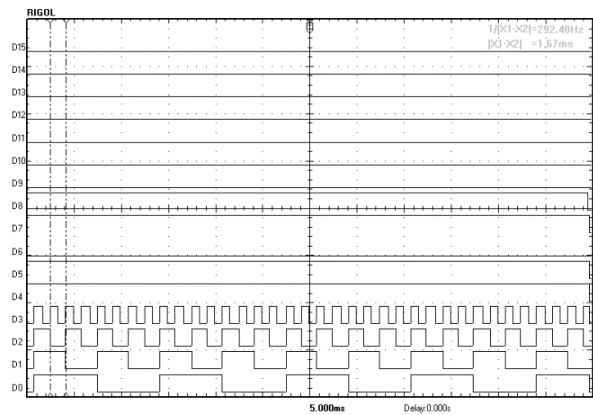 RIGOL
1/|X1-X2|=292.40Hz
|X1-X2| =1.67ms
D15
D14
D13
D12
D11
D10
D9
D8
D7
D6
D5
D4
D3
D2
D1
D0
5.000ms Delay:0.000s